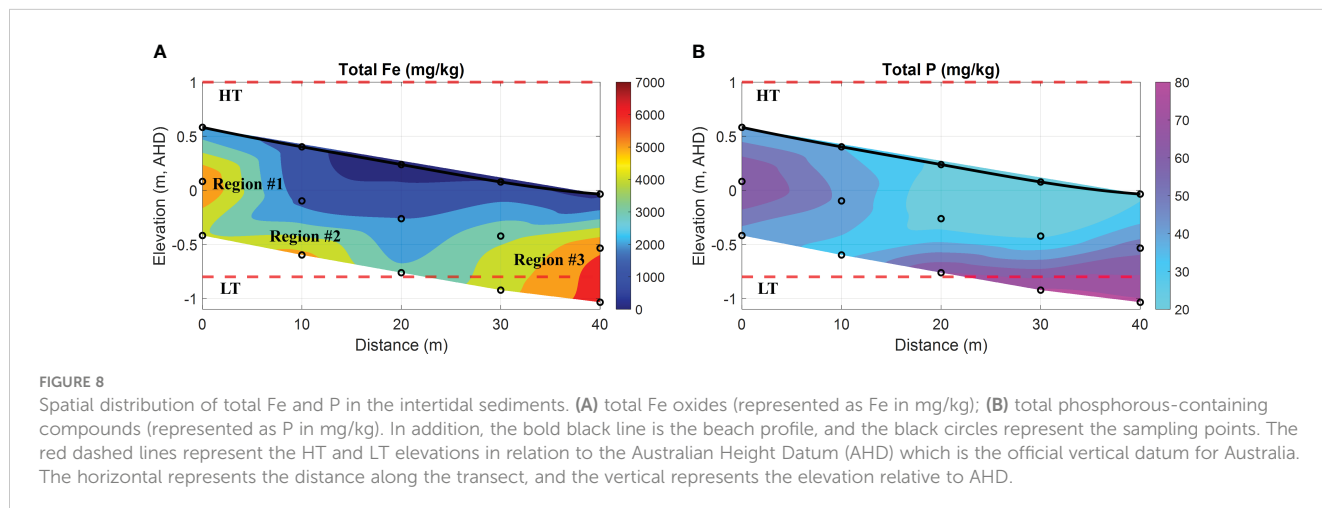 A
Total Fe (mg/kg)
HT
Region #1
Region #2
Region #3
LT
Elevation (m, AHD)
1
0.5
0
-0.5
-1
0
10
20
30
40
Distance (m)
7000
6000
5000
4000
3000
2000
1000
0
B
Total P (mg/kg)
HT
LT
Elevation (m, AHD)
1
0.5
0
-0.5
-1
0
10
20
30
40
Distance (m)
80
70
60
50
40
30
20
FIGURE 8
Spatial distribution of total Fe and P in the intertidal sediments. (A) total Fe oxides (represented as Fe in mg/kg); (B) total phosphorous-containing
compounds (represented as P in mg/kg). In addition, the bold black line is the beach profile, and the black circles represent the sampling points. The
red dashed lines represent the HT and LT elevations in relation to the Australian Height Datum (AHD) which is the official vertical datum for Australia.
The horizontal represents the distance along the transect, and the vertical represents the elevation relative to AHD.